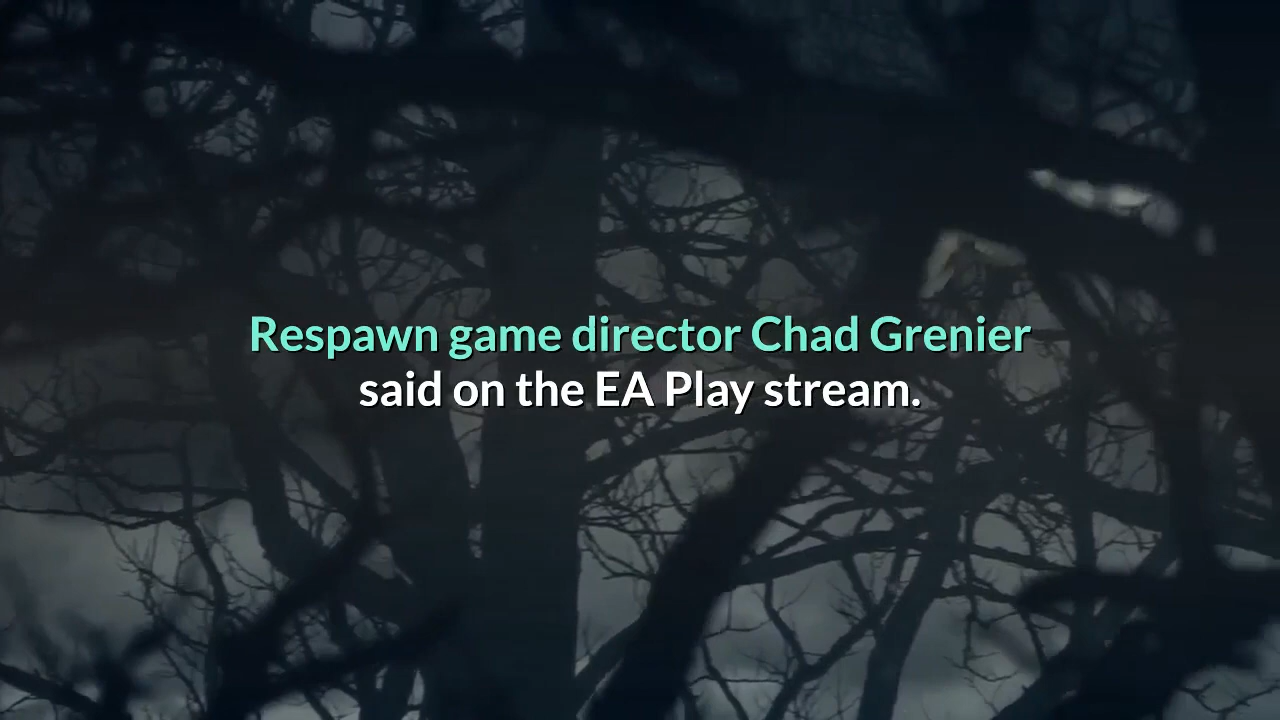 Respawn game director Chad Grenier
said on the EA Play stream.